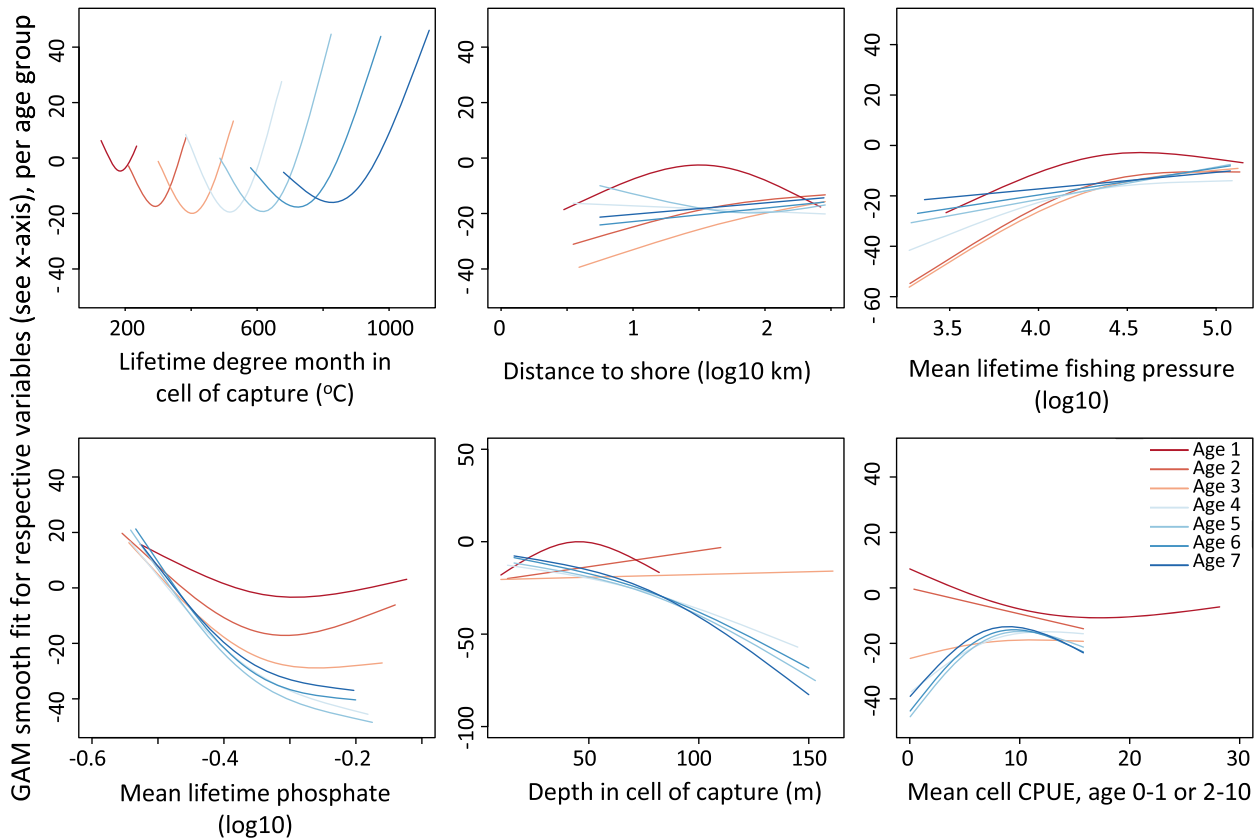 GAM smooth fit for respective variables (see x-axis), per age group
40
20
0
-20
-40
200 600 1000
Lifetime degree month in
cell of capture (ºC)
40
20
0
-20
-40
0 1 2
Distance to shore (log10 km)
40
20
0
-20
-40
-60
3.5 4.0 4.5 5.0
Mean lifetime fishing pressure
(log10)
40
20
0
-20
-40
-0.6 -0.4 -0.2
Mean lifetime phosphate
(log10)
50
0
-50
-100
50 100 150
Depth in cell of capture (m)
40
20
0
-20
-40
Age 1
Age 2
Age 3
Age 4
Age 5
Age 6
Age 7
0 10 20 30
Mean cell CPUE, age 0-1 or 2-10